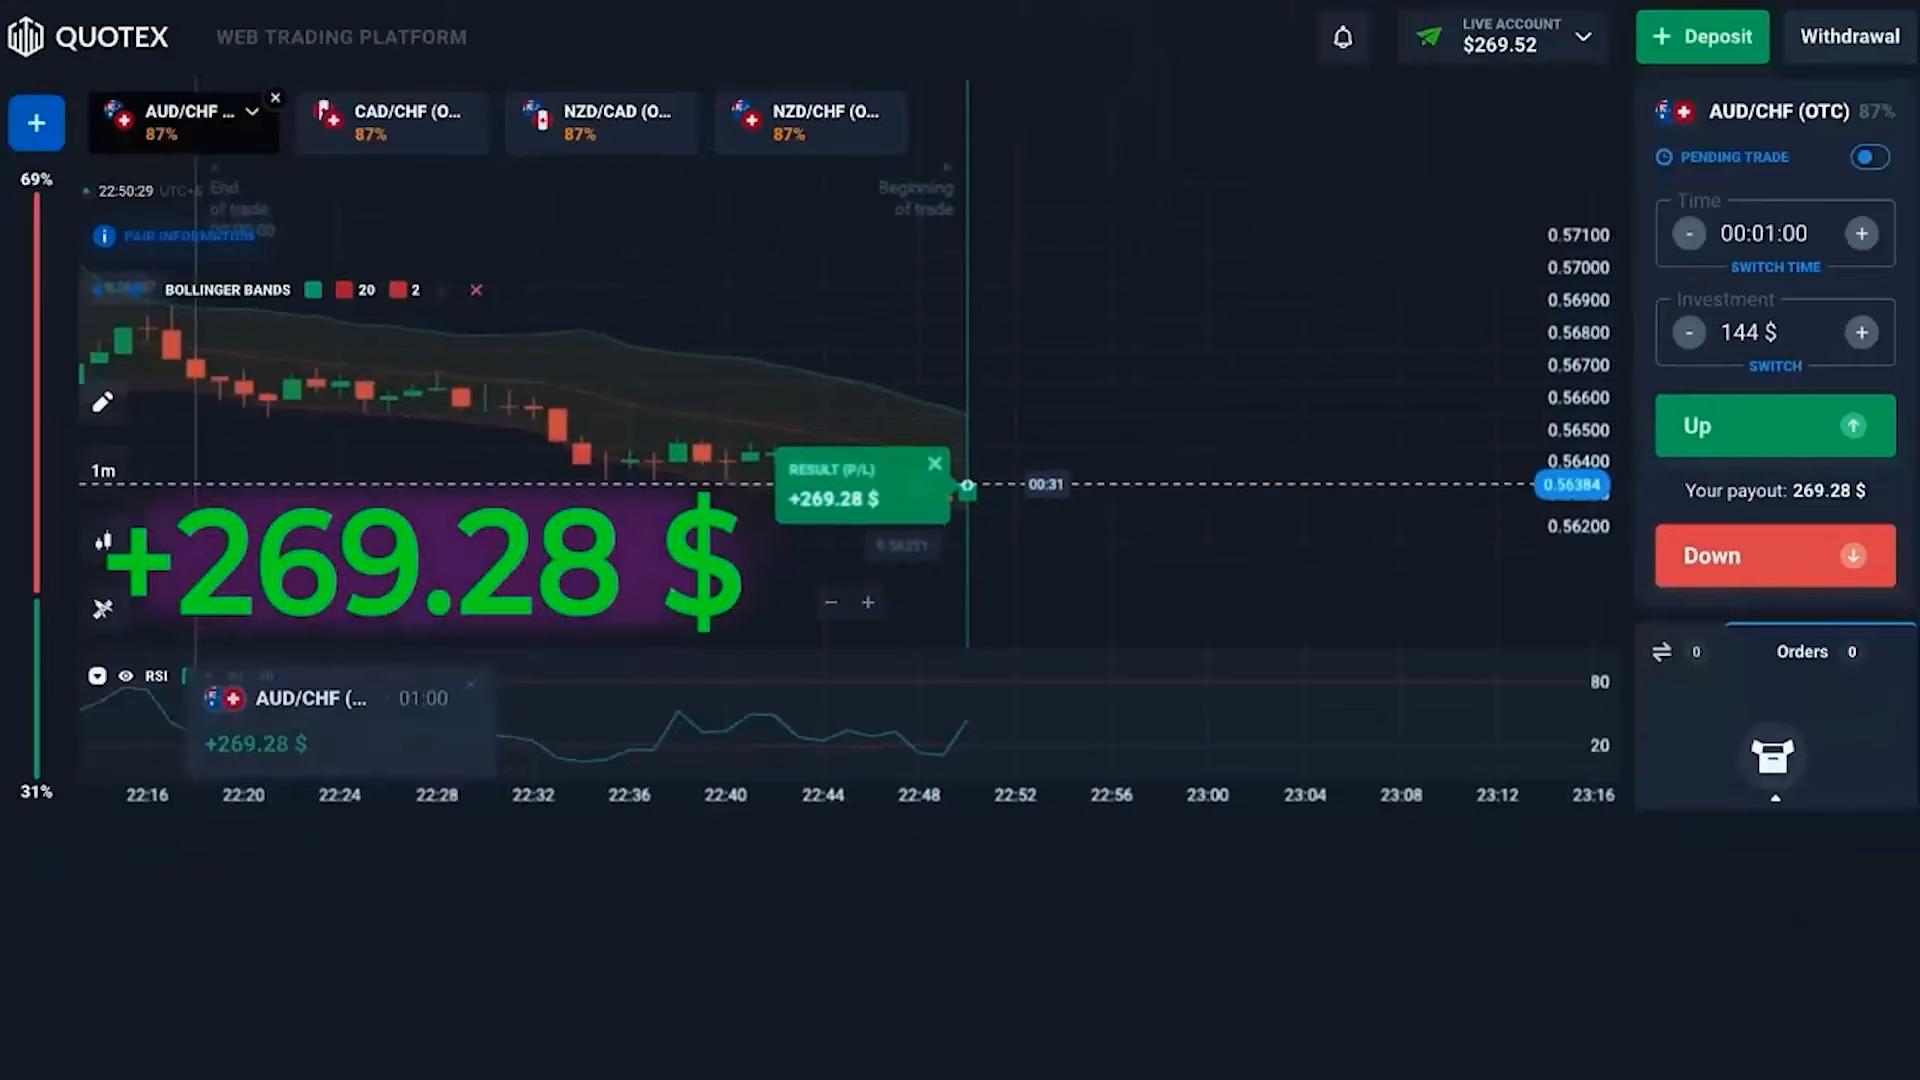 QUOTEX
WEB TRADING PLATFORM
LIVE ACCOUNT
$269.52
+ Deposit
Withdrawal
+
AUD/CHF ...
87%
CAD/CHF (O...
87%
NZD/CAD (O...
87%
NZD/CHF (O...
87%
AUD/CHF (OTC) 87%
PENDING TRADE
69%
22:50:29 UTC+
End
of trade
Beginning
of trade
PAIR INFORMATION
BOLLINGER BANDS 20 2
0.57100
0.57000
0.56900
0.56800
0.56700
0.56600
0.56500
0.56400
0.56384
0.56200
Time
- 00:01:00 +
SWITCH TIME
Investment
- 144 $ +
SWITCH
Up
Your payout: 269.28 $
Down
1m
RESULT (P/L)
+269.28 $
00:31
+269.28 $
0
Orders 0
RSI
AUD/CHF (... 01:00
+269.28 $
80
20
31%
22:16 22:20 22:24 22:28 22:32 22:36 22:40 22:44 22:48 22:52 22:56 23:00 23:04 23:08 23:12 23:16